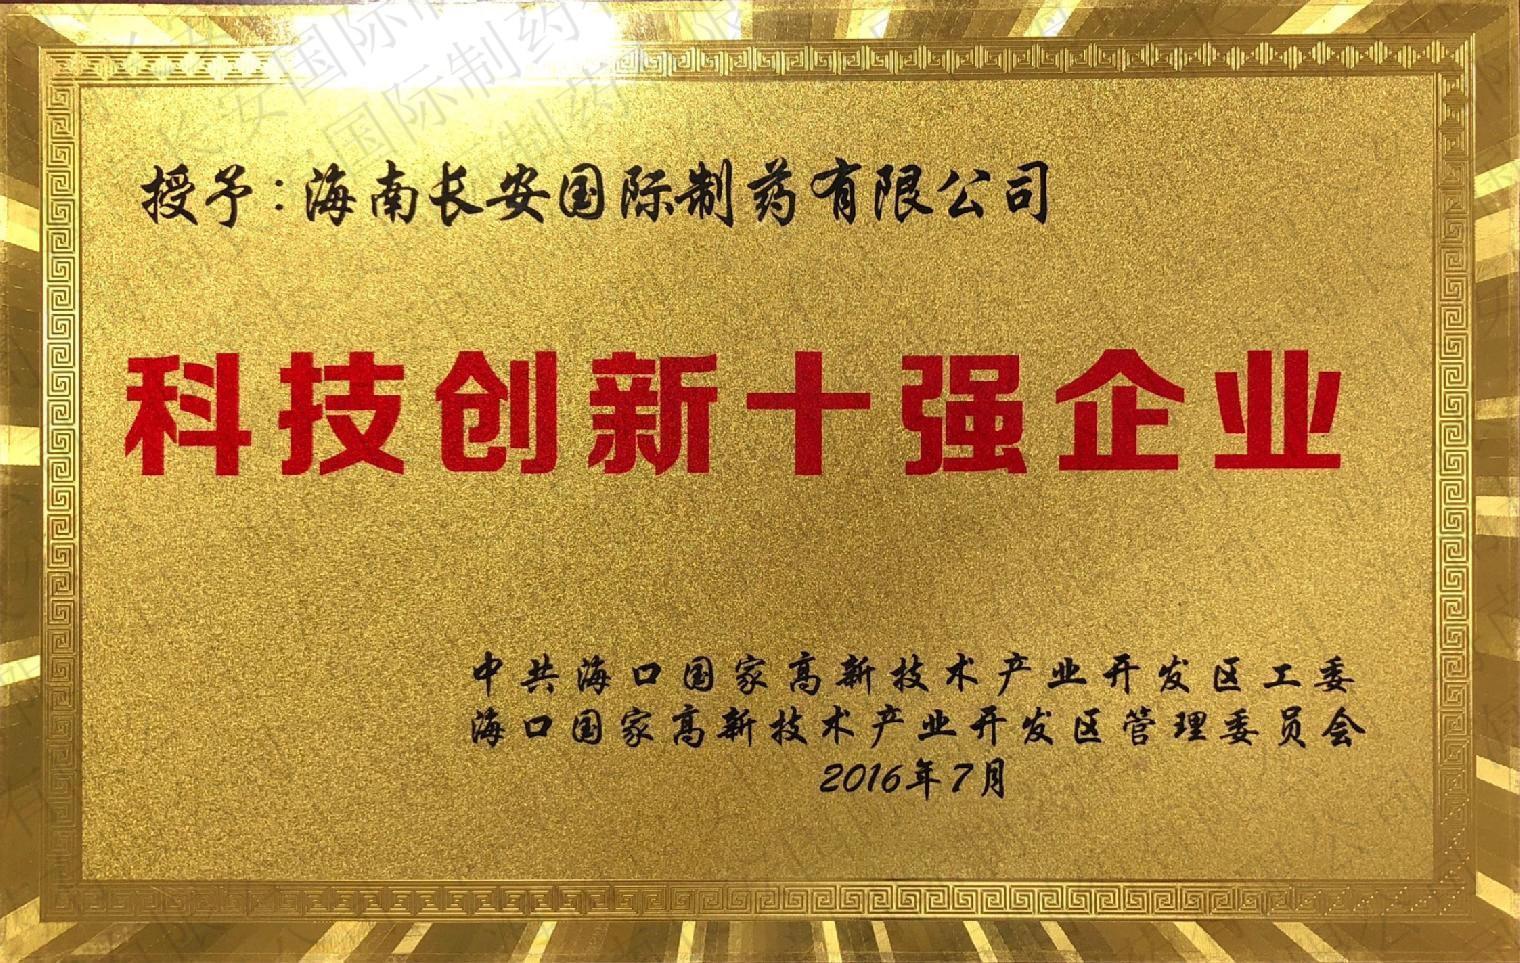 授予：海南长安国际制药有限公司
科技创新十强企业
中共海口国家高新技术产业开发区工委
海口国家高新技术产业开发区管理委员会
2016年7月